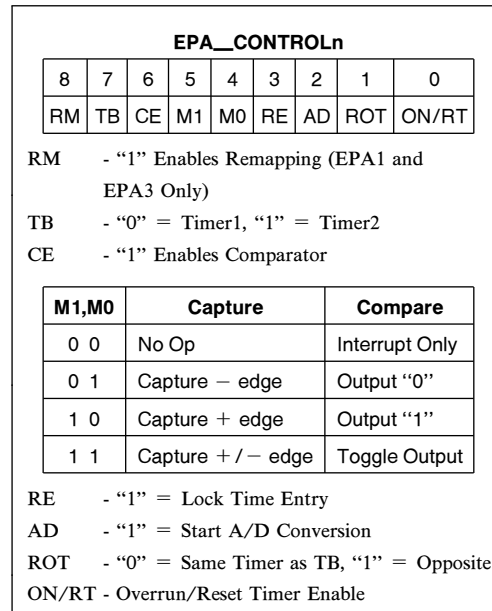 EPA__CONTROLn
8 7 6 5 4 3 2 1 0
RM TB CE M1 M0 RE AD ROT ON/RT
RM - “1” Enables Remapping (EPA1 and
EPA3 Only)
TB - “0” = Timer1, “1” = Timer2
CE - “1” Enables Comparator
M1,M0 Capture Compare
0 0 No Op Interrupt Only
0 1 Capture − edge Output “0”
1 0 Capture + edge Output “1”
1 1 Capture +/− edge Toggle Output
RE - “1” = Lock Time Entry
AD - “1” = Start A/D Conversion
ROT - “0” = Same Timer as TB, “1” = Opposite
ON/RT - Overrun/Reset Timer Enable